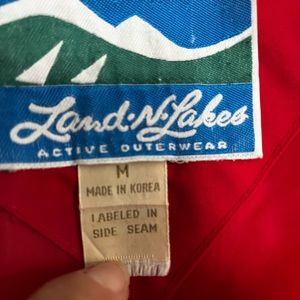 Land-N-Lakes
ACTIVE OUTERWEAR
M
MADE IN KOREA
LABELED IN
SIDE SEAM